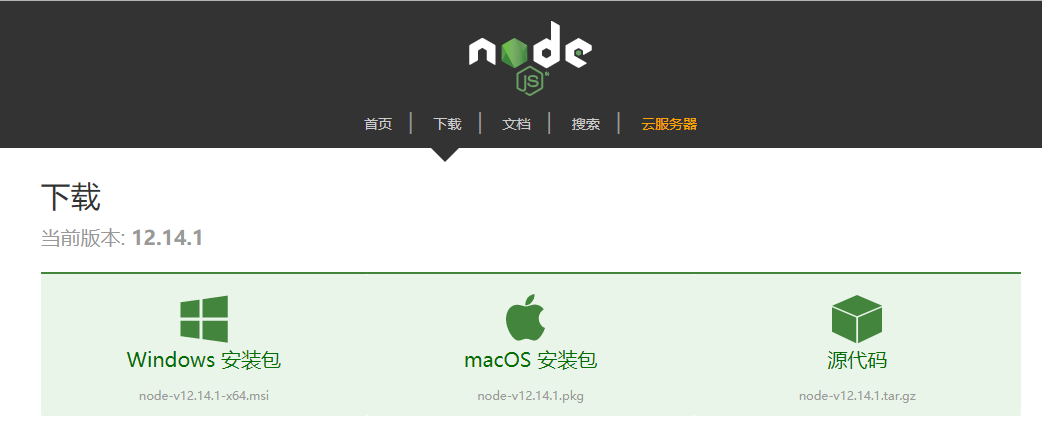 node
JS
首页 下载 文档 搜索 云服务器
下载
当前版本: 12.14.1
Windows 安装包 macOS 安装包 源代码
node-v12.14.1-x64.msi node-v12.14.1.pkg node-v12.14.1.tar.gz